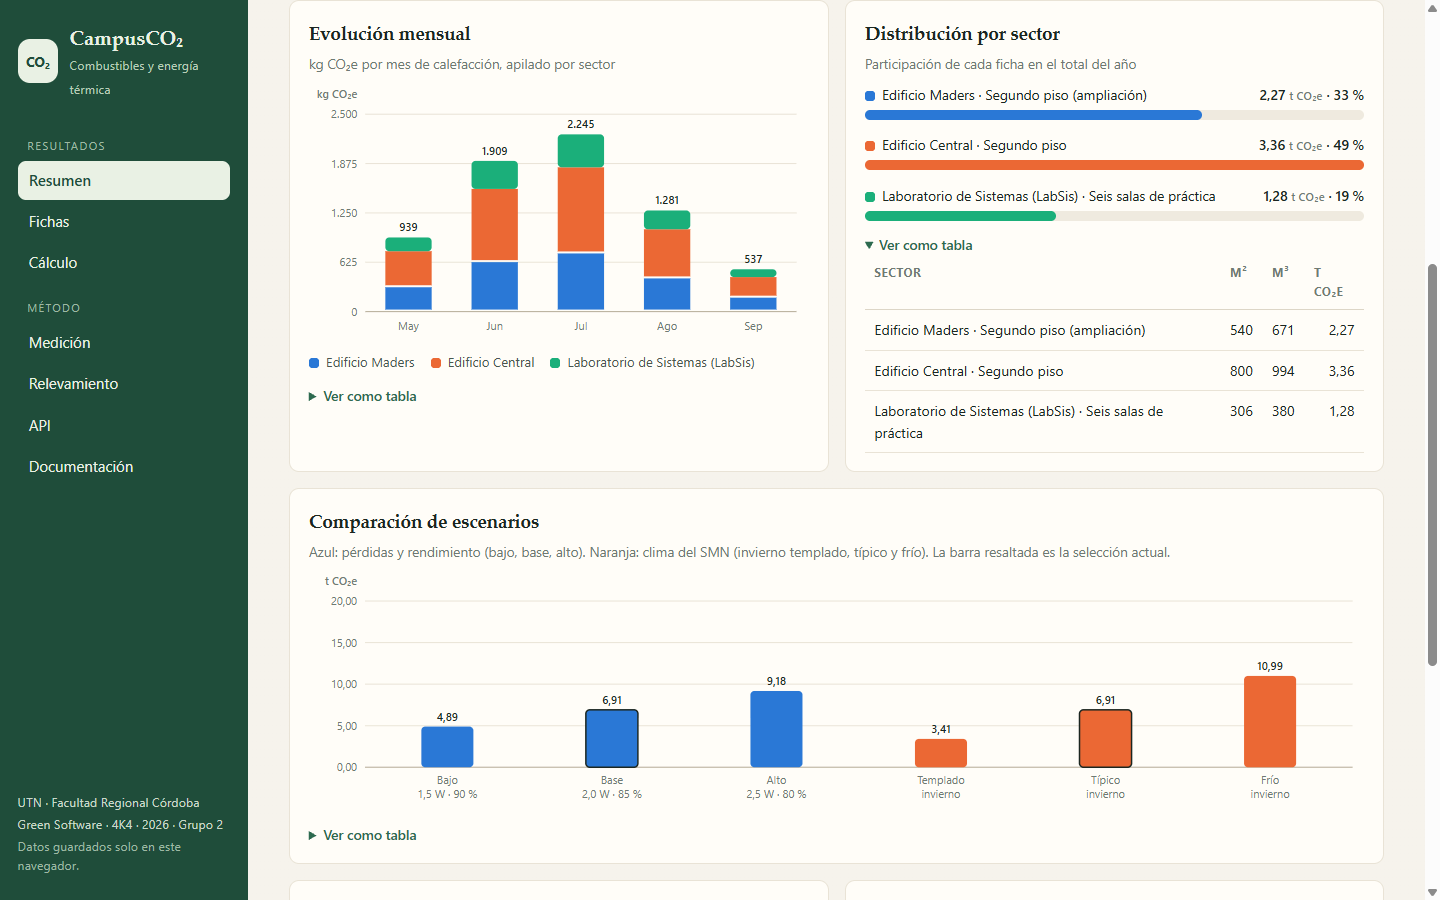 CO₂
CampusCO₂
Combustibles y energía
térmica
RESULTADOS
Resumen
Fichas
Cálculo
MÉTODO
Medición
Relevamiento
API
Documentación
UTN · Facultad Regional Córdoba
Green Software · 4K4 · 2026 · Grupo 2
Datos guardados solo en este
navegador.
Evolución mensual
kg CO₂e por mes de calefacción, apilado por sector
kg CO₂e
2.500
1.875
1.250
625
0
939
1.909
2.245
1.281
537
May
Jun
Jul
Ago
Sep
Edificio Maders
Edificio Central
Laboratorio de Sistemas (LabSis)
▶ Ver como tabla
Distribución por sector
Participación de cada ficha en el total del año
Edificio Maders · Segundo piso (ampliación) 2,27 t CO₂e · 33 %
Edificio Central · Segundo piso 3,36 t CO₂e · 49 %
Laboratorio de Sistemas (LabSis) · Seis salas de práctica 1,28 t CO₂e · 19 %
▼ Ver como tabla
SECTOR M² M³ T
CO₂E
Edificio Maders · Segundo piso (ampliación) 540 671 2,27
Edificio Central · Segundo piso 800 994 3,36
Laboratorio de Sistemas (LabSis) · Seis salas de 306 380 1,28
práctica
Comparación de escenarios
Azul: pérdidas y rendimiento (bajo, base, alto). Naranja: clima del SMN (invierno templado, típico y frío). La barra resaltada es la selección actual.
t CO₂e
20,00
15,00
10,00
5,00
0,00
4,89
6,91
9,18
3,41
6,91
10,99
Bajo
1,5 W · 90 %
Base
2,0 W · 85 %
Alto
2,5 W · 80 %
Templado
invierno
Típico
invierno
Frío
invierno
▶ Ver como tabla